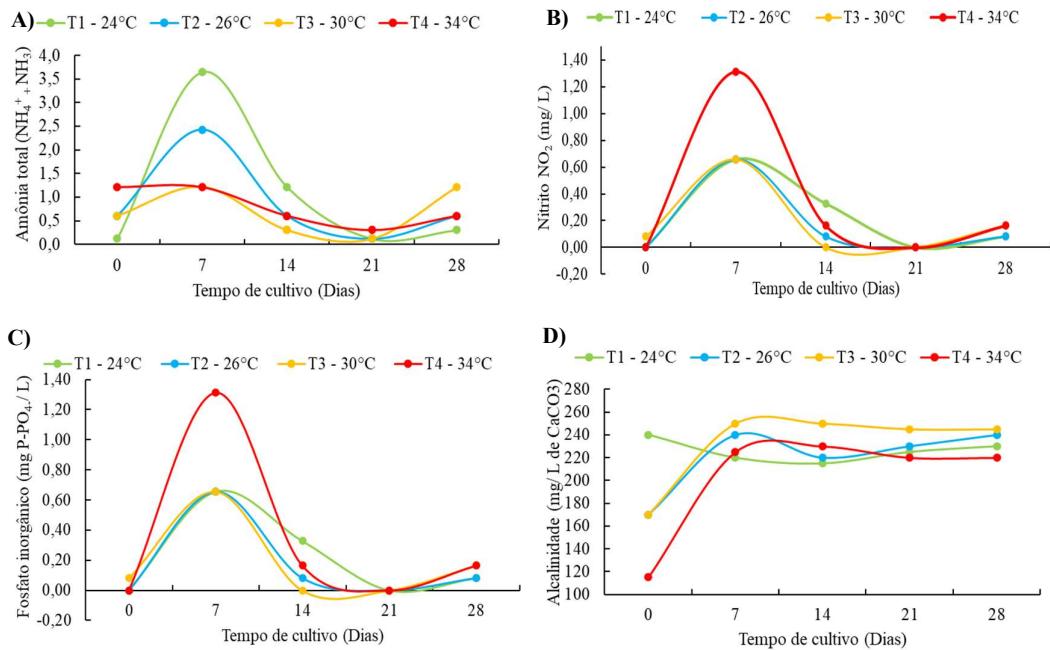 A)
T1 - 24°C T2 - 26°C T3 - 30°C T4 - 34°C
Amônia total (NH₄⁺ + NH₃)
4,0
3,5
3,0
2,5
2,0
1,5
1,0
0,5
0,0
0 7 14 21 28
Tempo de cultivo (Dias)
B)
T1 - 24°C T2 - 26°C T3 - 30°C T4 - 34°C
Nitrito NO₂ (mg/ L)
1,40
1,20
1,00
0,80
0,60
0,40
0,20
0,00
-0,20
0 7 14 21 28
Tempo de cultivo (Dias)
C)
T1 - 24°C T2 - 26°C T3 - 30°C T4 - 34°C
Fosfato inorgânico (mg P-PO₄./ L)
1,40
1,20
1,00
0,80
0,60
0,40
0,20
0,00
-0,20
0 7 14 21 28
Tempo de cultivo (Dias)
D)
T1 - 24°C T2 - 26°C T3 - 30°C T4 - 34°C
Alcalinidade (mg/ L de CaCO3)
280
260
240
220
200
180
160
140
120
100
0 7 14 21 28
Tempo de cultivo (Dias)